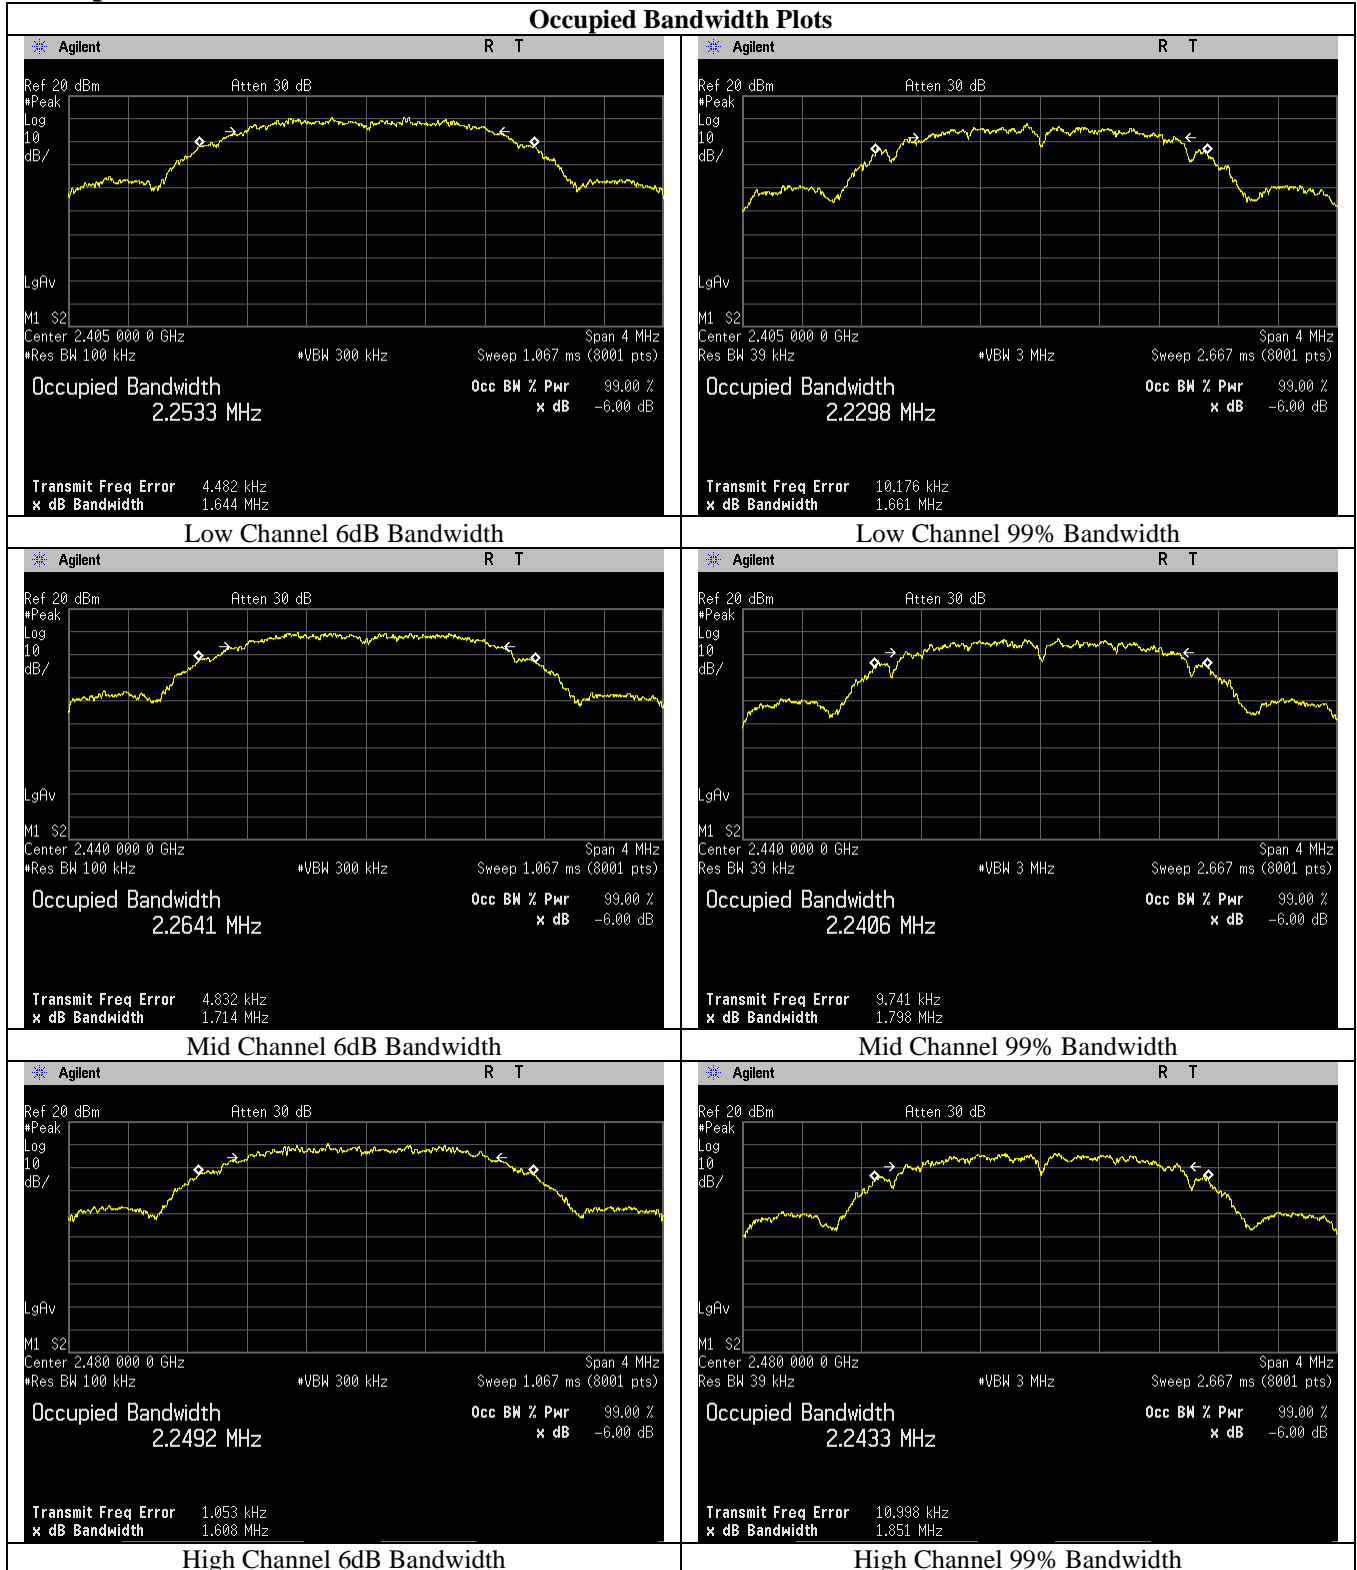 Occupied Bandwidth Plots
Agilent R T
Ref 20 dBm Atten 30 dB
#Peak
Log
10
dB/
LgAv
M1 S2
Center 2.405 000 0 GHz Span 4 MHz
#Res BW 100 kHz #VBW 300 kHz Sweep 1.067 ms (8001 pts)
Occupied Bandwidth Occ BW % Pwr 99.00 %
2.2533 MHz x dB -6.00 dB
Transmit Freq Error 4.482 kHz
x dB Bandwidth 1.644 MHz
Low Channel 6dB Bandwidth
Agilent R T
Ref 20 dBm Atten 30 dB
#Peak
Log
10
dB/
LgAv
M1 S2
Center 2.405 000 0 GHz Span 4 MHz
Res BW 39 kHz #VBW 3 MHz Sweep 2.667 ms (8001 pts)
Occupied Bandwidth Occ BW % Pwr 99.00 %
2.2298 MHz x dB -6.00 dB
Transmit Freq Error 10.176 kHz
x dB Bandwidth 1.661 MHz
Low Channel 99% Bandwidth
Agilent R T
Ref 20 dBm Atten 30 dB
#Peak
Log
10
dB/
LgAv
M1 S2
Center 2.440 000 0 GHz Span 4 MHz
#Res BW 100 kHz #VBW 300 kHz Sweep 1.067 ms (8001 pts)
Occupied Bandwidth Occ BW % Pwr 99.00 %
2.2641 MHz x dB -6.00 dB
Transmit Freq Error 4.832 kHz
x dB Bandwidth 1.714 MHz
Mid Channel 6dB Bandwidth
Agilent R T
Ref 20 dBm Atten 30 dB
#Peak
Log
10
dB/
LgAv
M1 S2
Center 2.440 000 0 GHz Span 4 MHz
Res BW 39 kHz #VBW 3 MHz Sweep 2.667 ms (8001 pts)
Occupied Bandwidth Occ BW % Pwr 99.00 %
2.2406 MHz x dB -6.00 dB
Transmit Freq Error 9.741 kHz
x dB Bandwidth 1.798 MHz
Mid Channel 99% Bandwidth
Agilent R T
Ref 20 dBm Atten 30 dB
#Peak
Log
10
dB/
LgAv
M1 S2
Center 2.480 000 0 GHz Span 4 MHz
#Res BW 100 kHz #VBW 300 kHz Sweep 1.067 ms (8001 pts)
Occupied Bandwidth Occ BW % Pwr 99.00 %
2.2492 MHz x dB -6.00 dB
Transmit Freq Error 1.053 kHz
x dB Bandwidth 1.608 MHz
High Channel 6dB Bandwidth
Agilent R T
Ref 20 dBm Atten 30 dB
#Peak
Log
10
dB/
LgAv
M1 S2
Center 2.480 000 0 GHz Span 4 MHz
Res BW 39 kHz #VBW 3 MHz Sweep 2.667 ms (8001 pts)
Occupied Bandwidth Occ BW % Pwr 99.00 %
2.2433 MHz x dB -6.00 dB
Transmit Freq Error 10.998 kHz
x dB Bandwidth 1.851 MHz
High Channel 99% Bandwidth